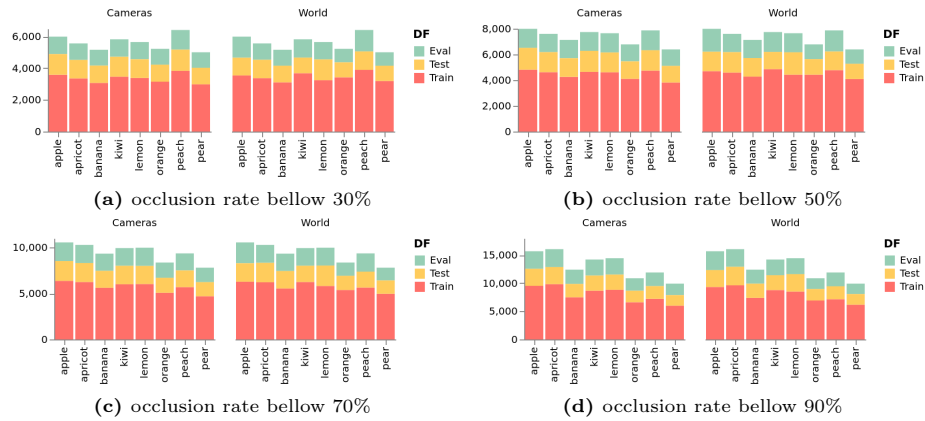 Cameras World
DF
Eval
Test
Train
6,000
4,000
2,000
0
apple apricot banana kiwi lemon orange peach pear apple apricot banana kiwi lemon orange peach pear
(a) occlusion rate bellow 30%
Cameras World
DF
Eval
Test
Train
8,000
6,000
4,000
2,000
0
apple apricot banana kiwi lemon orange peach pear apple apricot banana kiwi lemon orange peach pear
(b) occlusion rate bellow 50%
Cameras World
DF
Eval
Test
Train
10,000
5,000
0
apple apricot banana kiwi lemon orange peach pear apple apricot banana kiwi lemon orange peach pear
(c) occlusion rate bellow 70%
Cameras World
DF
Eval
Test
Train
15,000
10,000
5,000
0
apple apricot banana kiwi lemon orange peach pear apple apricot banana kiwi lemon orange peach pear
(d) occlusion rate bellow 90%